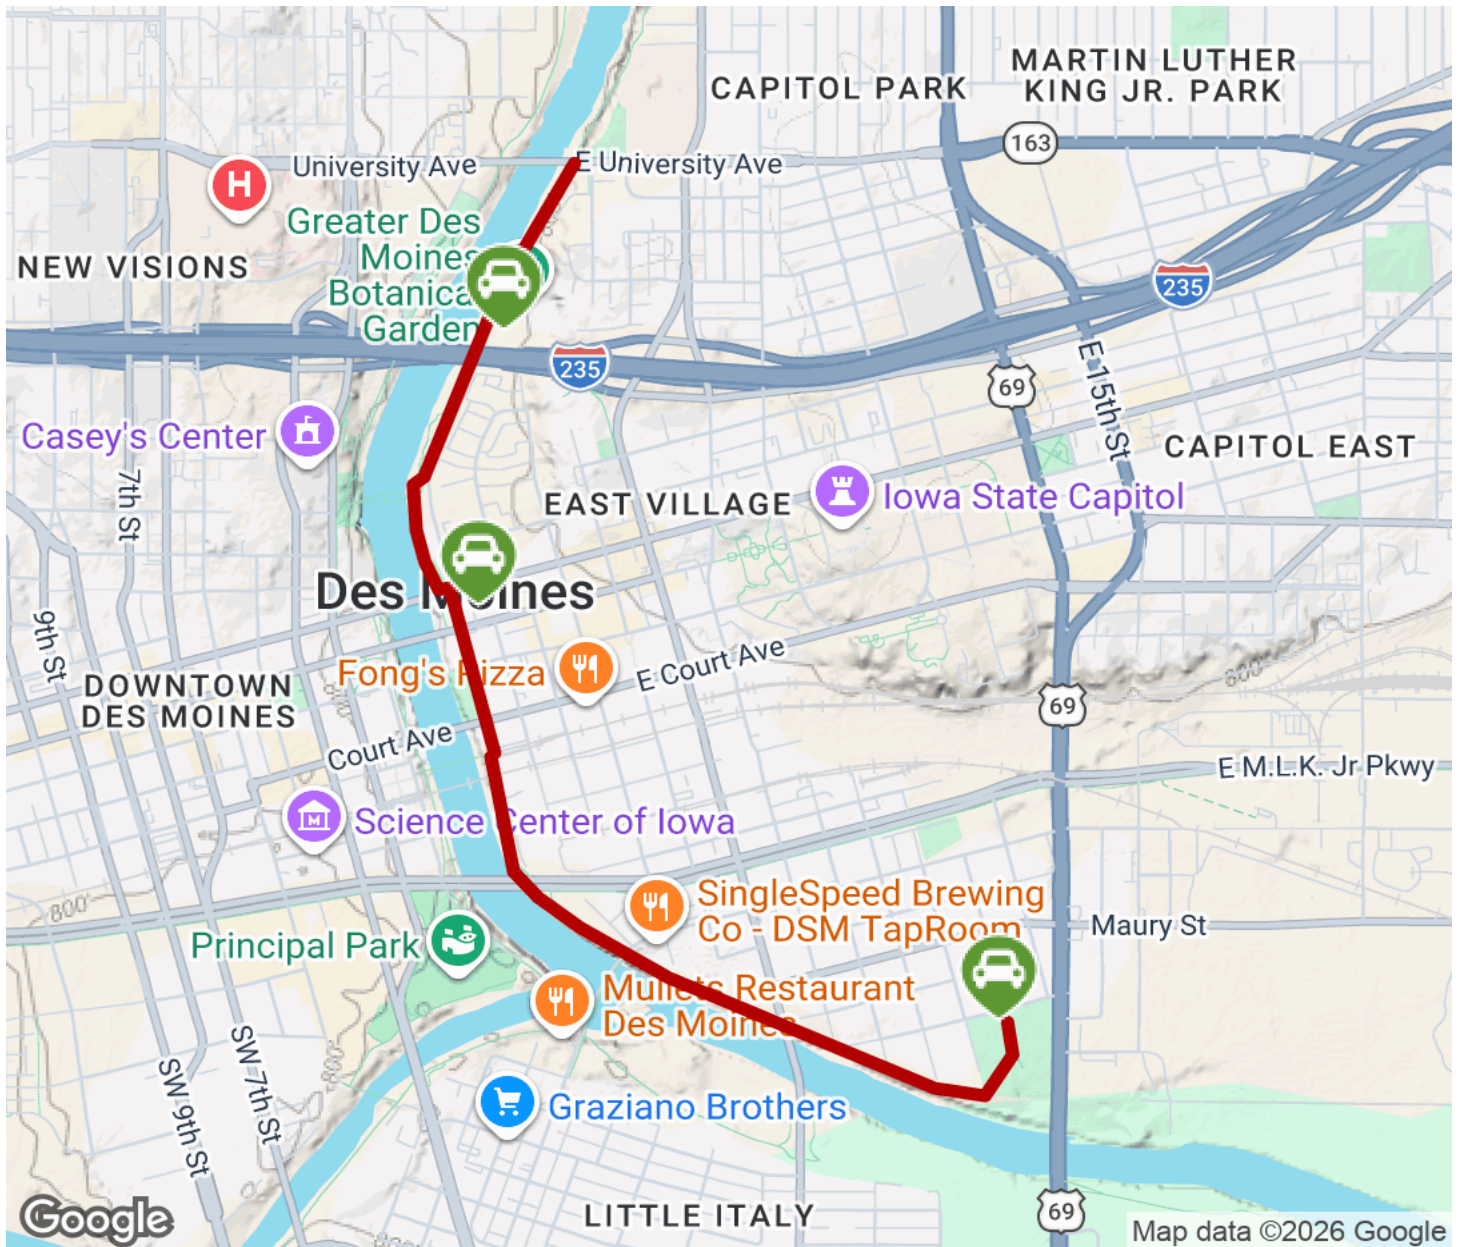 CAPITOL PARK
MARTIN LUTHER
KING JR. PARK
163
University Ave
E University Ave
H
Greater Des
Moines
Botanical
Garden
NEW VISIONS
235
235
69
E 15th St
Casey's Center
CAPITOL EAST
7th St
EAST VILLAGE
Iowa State Capitol
Des Moines
9th St
Fong's Pizza
E Court Ave
800
DOWNTOWN
DES MOINES
69
Court Ave
E M.L.K. Jr Pkwy
Science Center of Iowa
M
800
SingleSpeed Brewing
Co - DSM TapRoom
Maury St
Principal Park
Mullets Restaurant
Des Moines
SW 9th St
SW 7th St
Graziano Brothers
LITTLE ITALY
69
Google
Map data ©2026 Google